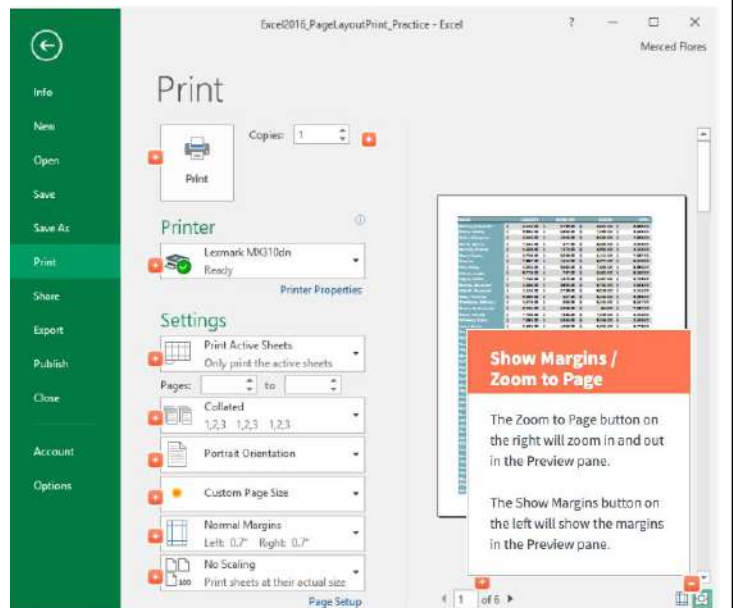 Excel2016_PageLayoutPrint_Practice - Excel
?
Merced Flores
Info
New
Open
Save
Save As
Print
Share
Export
Publish
Close
Account
Options
Print
Copies: 1
Print
Printer
Lexmark MX310dn
Ready
Printer Properties
Settings
Print Active Sheets
Only print the active sheets
Pages: to
Collated
1,2,3 1,2,3 1,2,3
Portrait Orientation
Custom Page Size
Normal Margins
Left: 0.7" Right: 0.7"
No Scaling
100
Print sheets at their actual size
Page Setup
Show Margins /
Zoom to Page
The Zoom to Page button on
the right will zoom in and out
in the Preview pane.
The Show Margins button on
the left will show the margins
in the Preview pane.
1 of 6